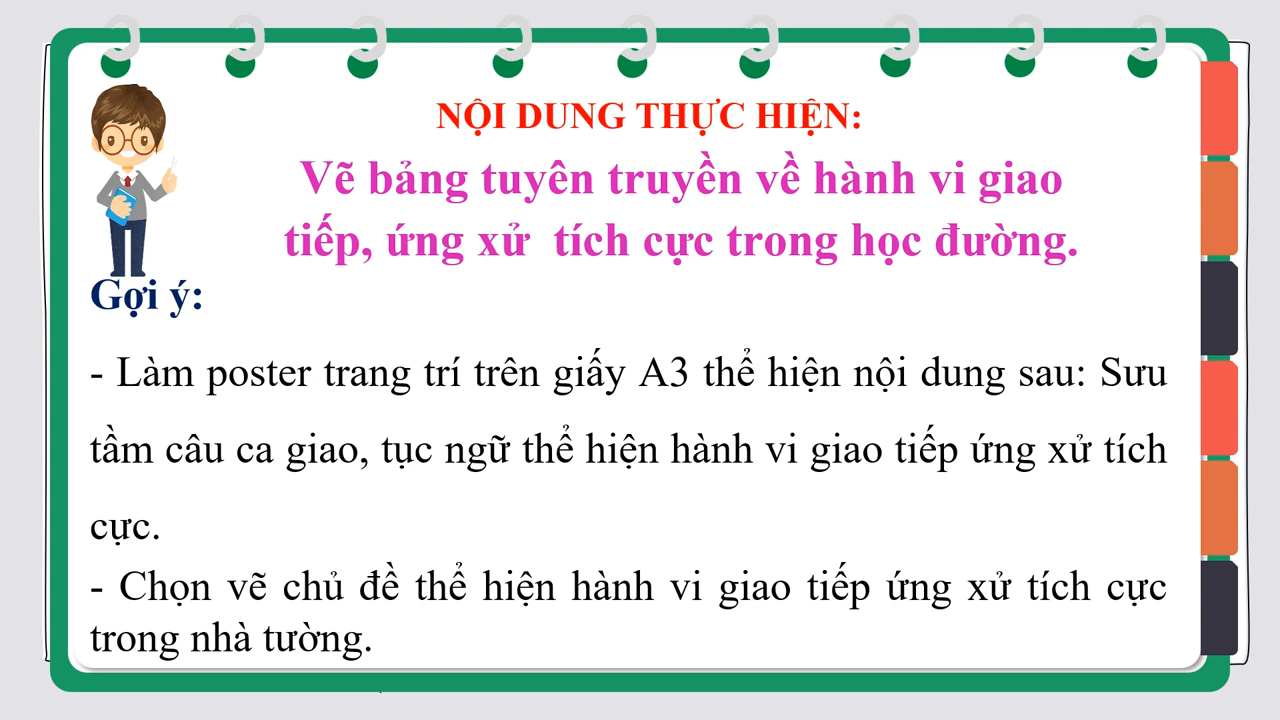 NỘI DUNG THỰC HIỆN:
Vẽ bảng tuyên truyền về hành vi giao
tiếp, ứng xử tích cực trong học đường.
Gợi ý:
- Làm poster trang trí trên giấy A3 thể hiện nội dung sau: Sưu
tầm câu ca giao, tục ngữ thể hiện hành vi giao tiếp ứng xử tích
cực.
- Chọn vẽ chủ đề thể hiện hành vi giao tiếp ứng xử tích cực
trong nhà tường.